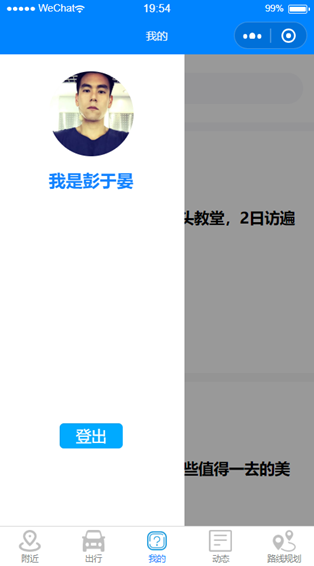 WeChat
19:54
99%
我的
我是彭于晏
头教堂，2日访遍
登出
些值得一去的美
附近
出行
我的
动态
路线规划